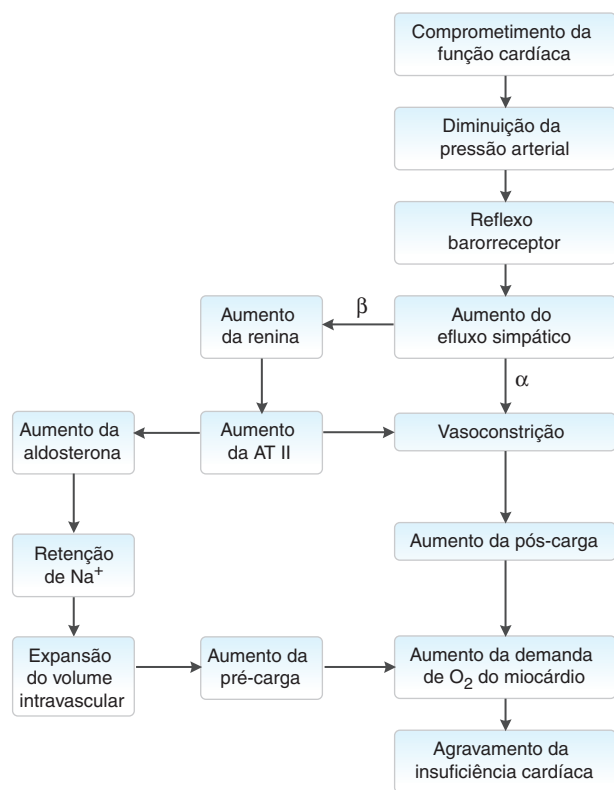 Comprometimento da
função cardíaca
Diminuição da
pressão arterial
Reflexo
barorreceptor
Aumento
da renina
β
Aumento do
efluxo simpático
α
Aumento da
aldosterona
Aumento
da AT II
Vasoconstrição
Retenção
de Na⁺
Aumento da pós-carga
Expansão
do volume
intravascular
Aumento da
pré-carga
Aumento da demanda
de O₂ do miocárdio
Agravamento da
insuficiência cardíaca